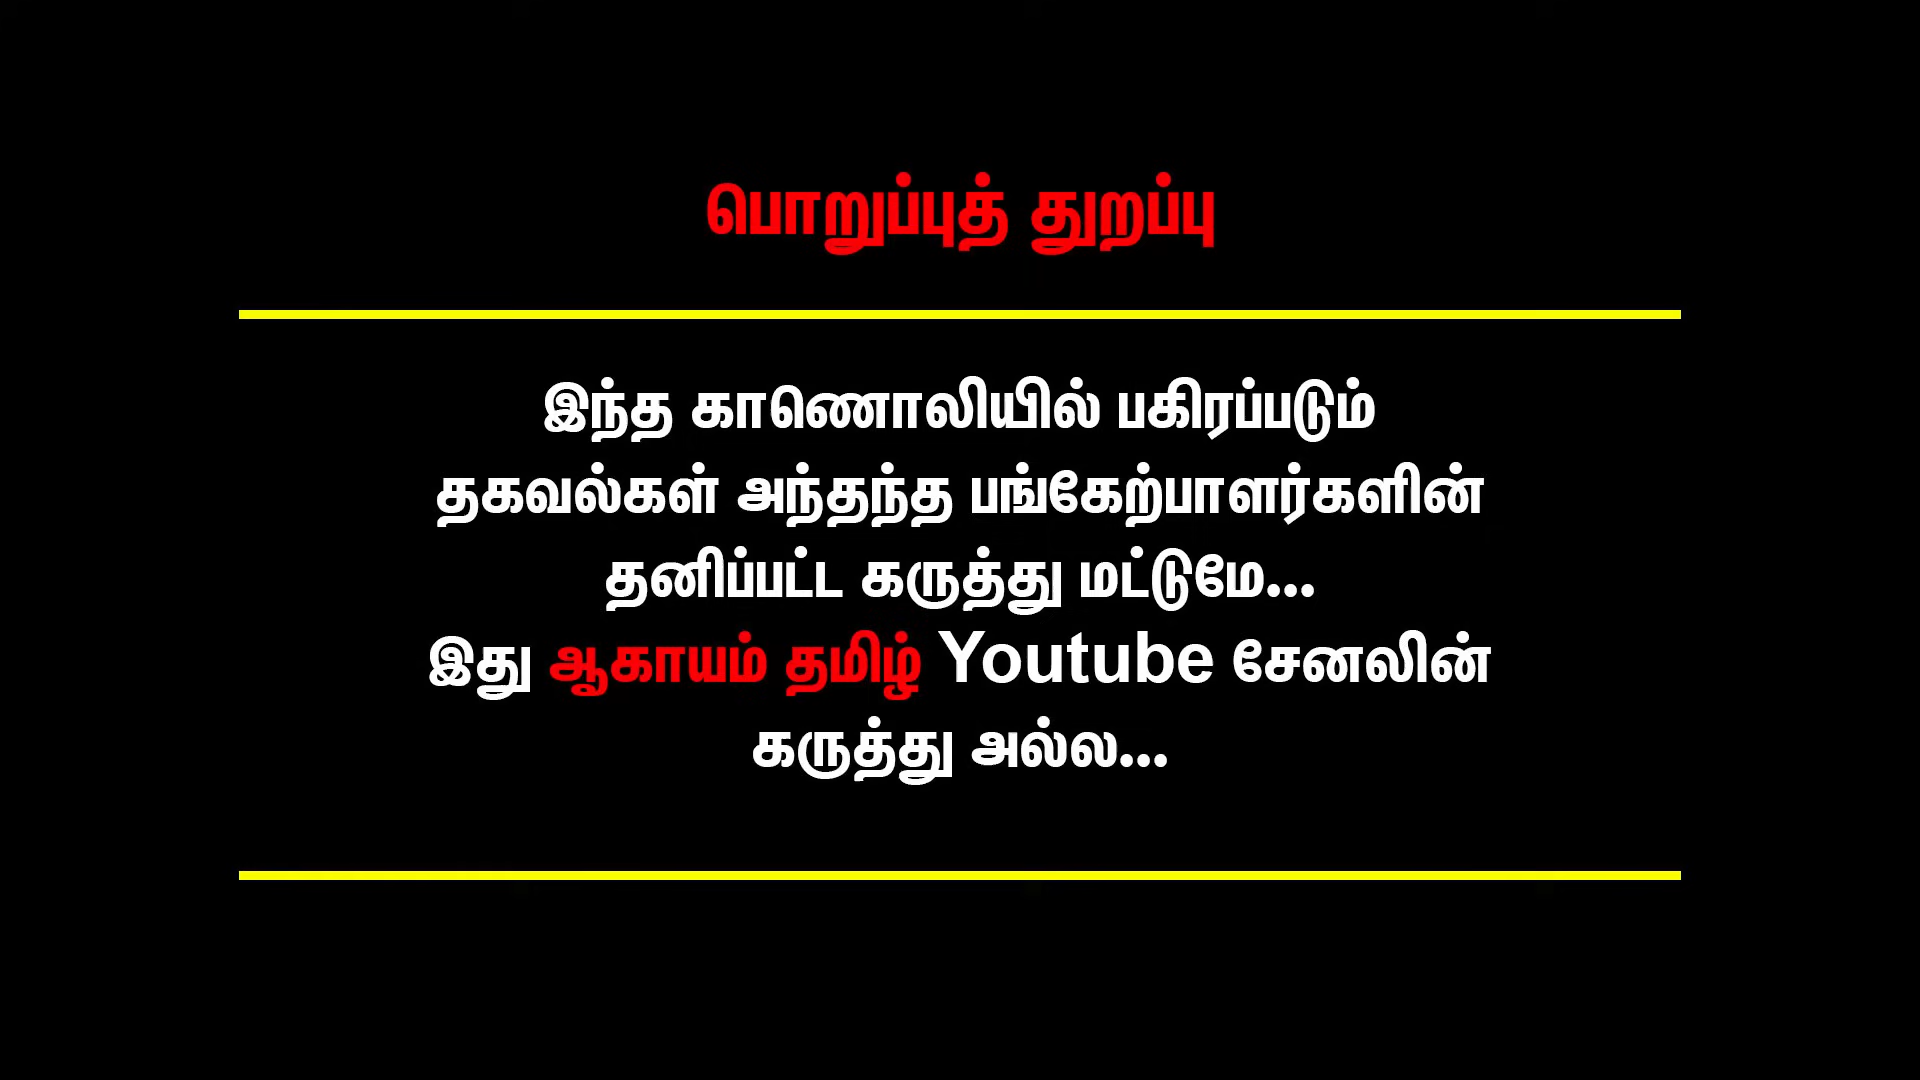 பொறுப்புத் துறப்பு
இந்த காணொலியில் பகிரப்படும்
தகவல்கள் அந்தந்த பங்கேற்பாளர்களின்
தனிப்பட்ட கருத்து மட்டுமே...
இது ஆகாயம் தமிழ் Youtube சேனலின்
கருத்து அல்ல...